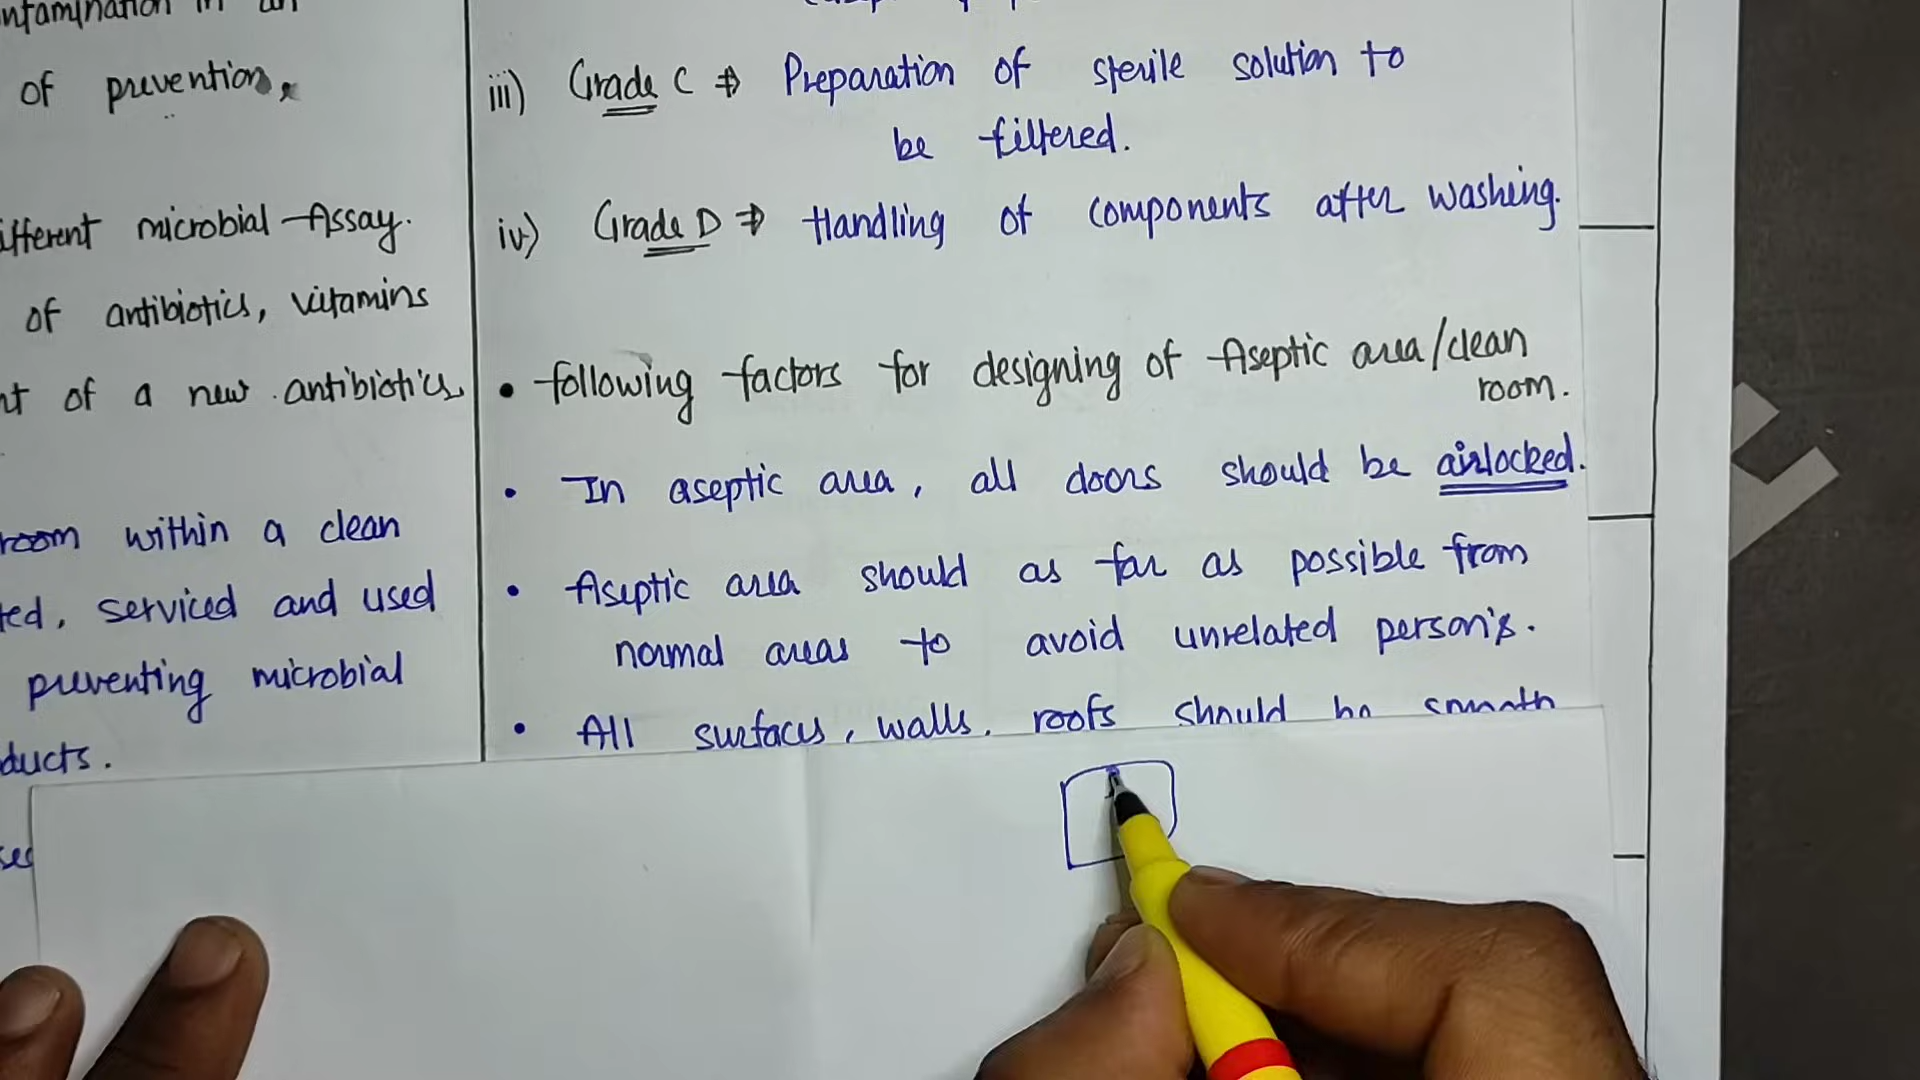 of prevention.
different microbial Assay.
of antibiotics, vitamins
of a new antibiotics.
room within a clean
serviced and used
preventing microbial
ducts.
iii) Grade C ⇒ Preparation of sterile solution to
be filtered.
iv) Grade D ⇒ Handling of components after washing.
• following factors for designing of Aseptic area/clean
room.
• In aseptic area, all doors should be airlocked.
• Aseptic area should as far as possible from
normal areas to avoid unrelated person's.
• All surfaces, walls, roofs should be smooth